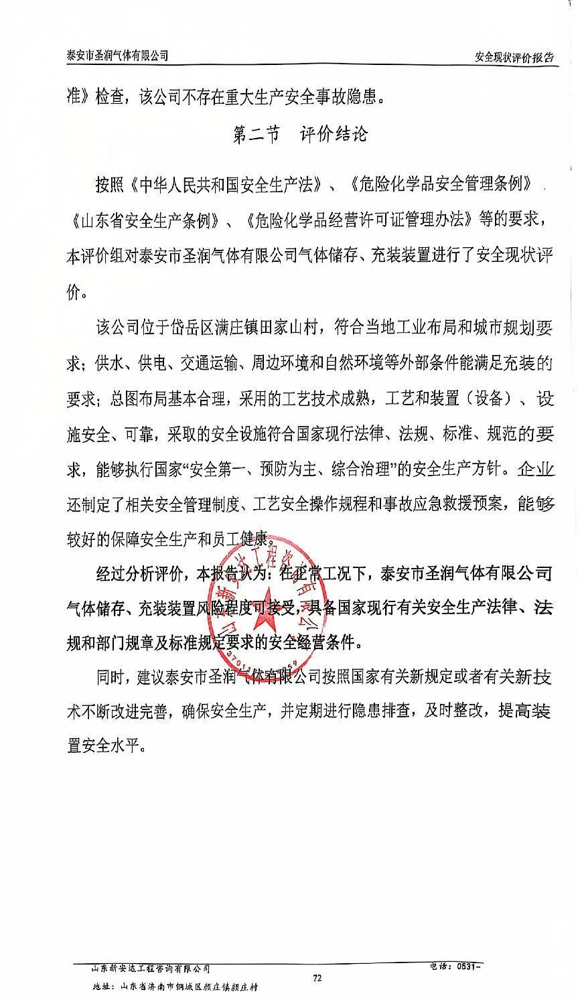 泰安市圣润气体有限公司
安全现状评价报告
准》检查，该公司不存在重大生产安全事故隐患。
第二节 评价结论
按照《中华人民共和国安全生产法》、《危险化学品安全管理条例》
《山东省安全生产条例》、《危险化学品经营许可证管理办法》等的要求，
本评价组对泰安市圣润气体有限公司气体储存、充装装置进行了安全现状评
价。
该公司位于岱岳区满庄镇田家山村，符合当地工业布局和城市规划要
求；供水、供电、交通运输、周边环境和自然环境等外部条件能满足充装的
要求；总图布局基本合理，采用的工艺技术成熟，工艺和装置（设备）、设
施安全、可靠，采取的安全设施符合国家现行法律、法规、标准、规范的要
求，能够执行国家“安全第一、预防为主、综合治理”的安全生产方针。企业
还制定了相关安全管理制度、工艺安全操作规程和事故应急救援预案，能够
较好的保障安全生产和员工健康。
经过分析评价，本报告认为：在正常工况下，泰安市圣润气体有限公司
气体储存、充装装置风险程度可接受，具备国家现行有关安全生产法律、法
规和部门规章及标准规定要求的安全经营条件。
同时，建议泰安市圣润气体有限公司按照国家有关新规定或者有关新技
术不断改进完善，确保安全生产，并定期进行隐患排查，及时整改，提高装
置安全水平。
山东新安达工程咨询有限公司
山东新安达工程咨询有限公司
电话：0531-
72
地址：山东省济南市钢城区颜庄镇颜庄村